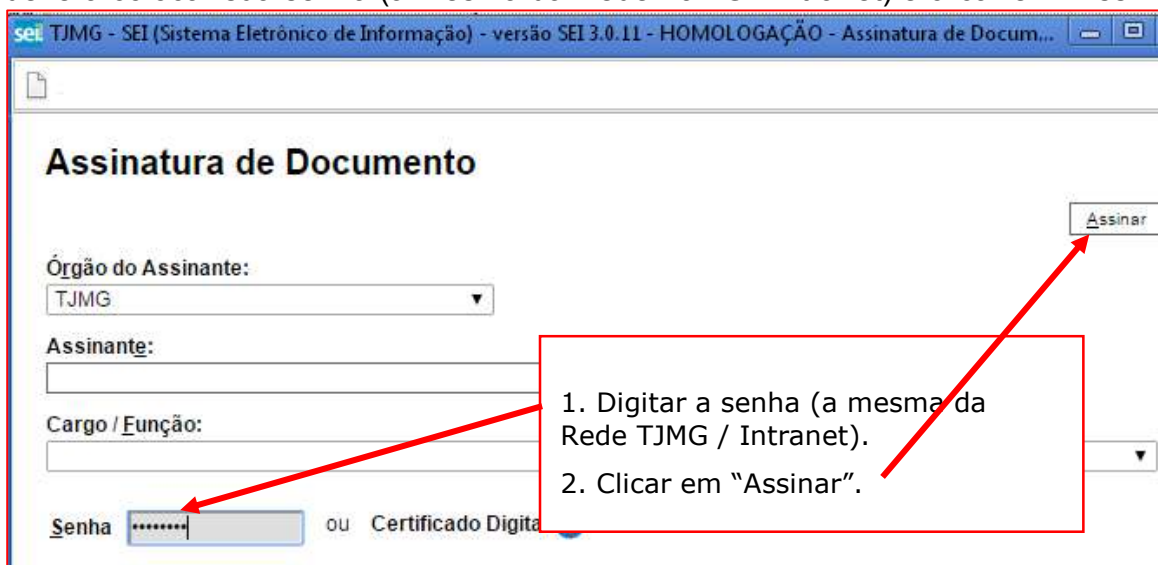 sei TJMG - SEI (Sistema Eletrônico de Informação) - versão SEI 3.0.11 - HOMOLOGAÇÃO - Assinatura de Docum...
Assinatura de Documento
Assinar
Órgão do Assinante:
TJMG
Assinante:
Cargo / Função:
1. Digitar a senha (a mesma da
Rede TJMG / Intranet).
2. Clicar em “Assinar”.
Senha •••••••• ou Certificado Digita